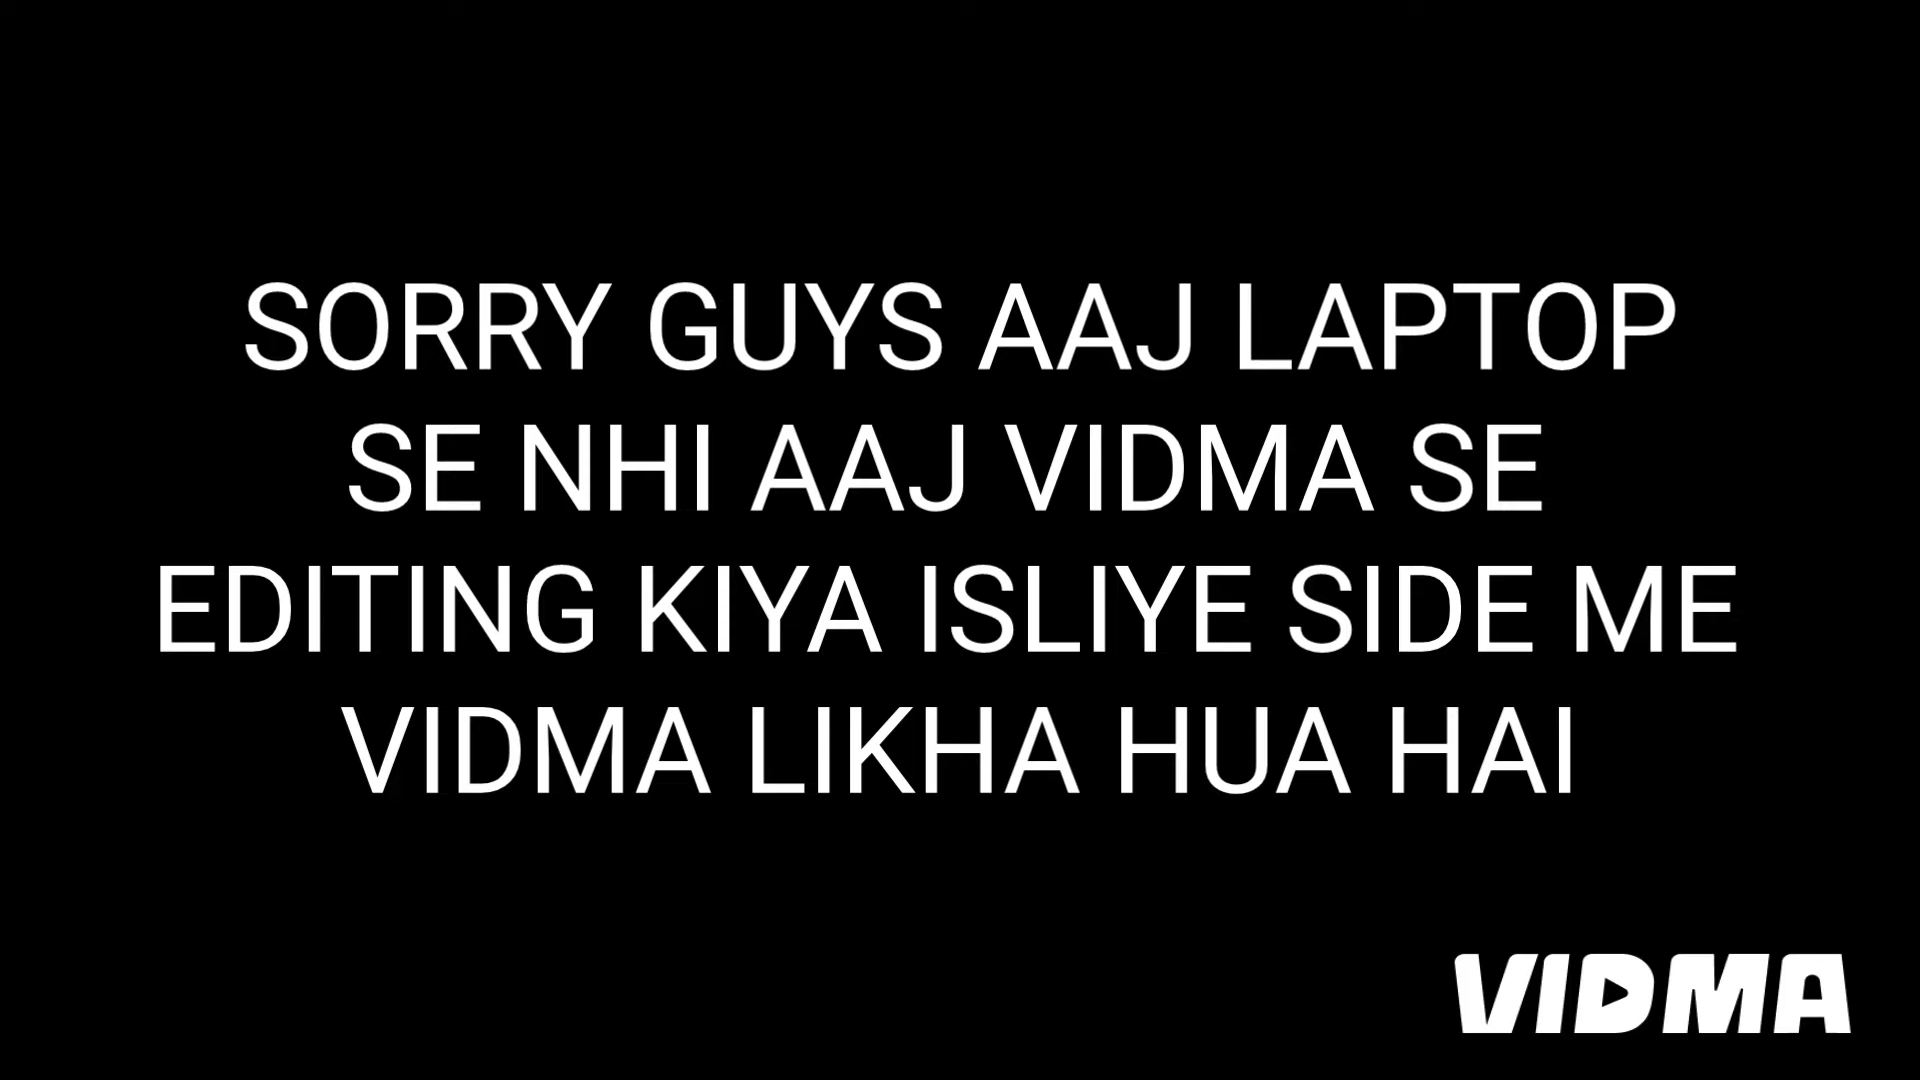 SORRY GUYS AAJ LAPTOP
SE NHI AAJ VIDMA SE
EDITING KIYA ISLIYE SIDE ME
VIDMA LIKHA HUA HAI
VIDMA